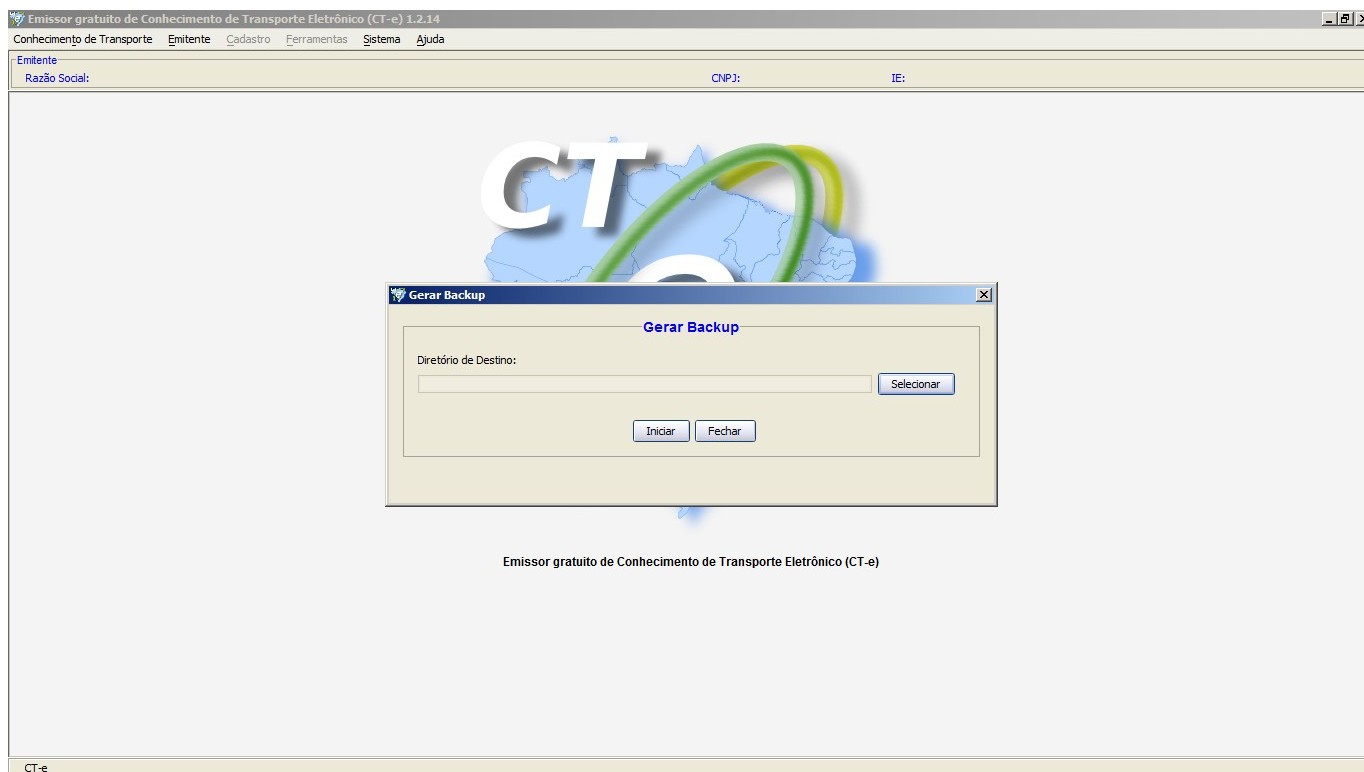 Emissor gratuito de Conhecimento de Transporte Eletrônico (CT-e) 1.2.14
Conhecimento de Transporte Emitente Cadastro Ferramentas Sistema Ajuda
Emitente
Razão Social: CNPJ: IE:
CT
Gerar Backup
Gerar Backup
Diretório de Destino:
Selecionar
Iniciar Fechar
Emissor gratuito de Conhecimento de Transporte Eletrônico (CT-e)
CT-e